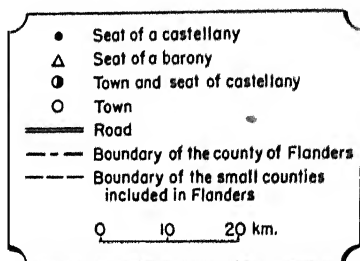 Seat of a castellany
Seat of a barony
Town and seat of castellany
Town
Road
Boundary of the county of Flanders
Boundary of the small counties
included in Flanders
0 10 20 km.